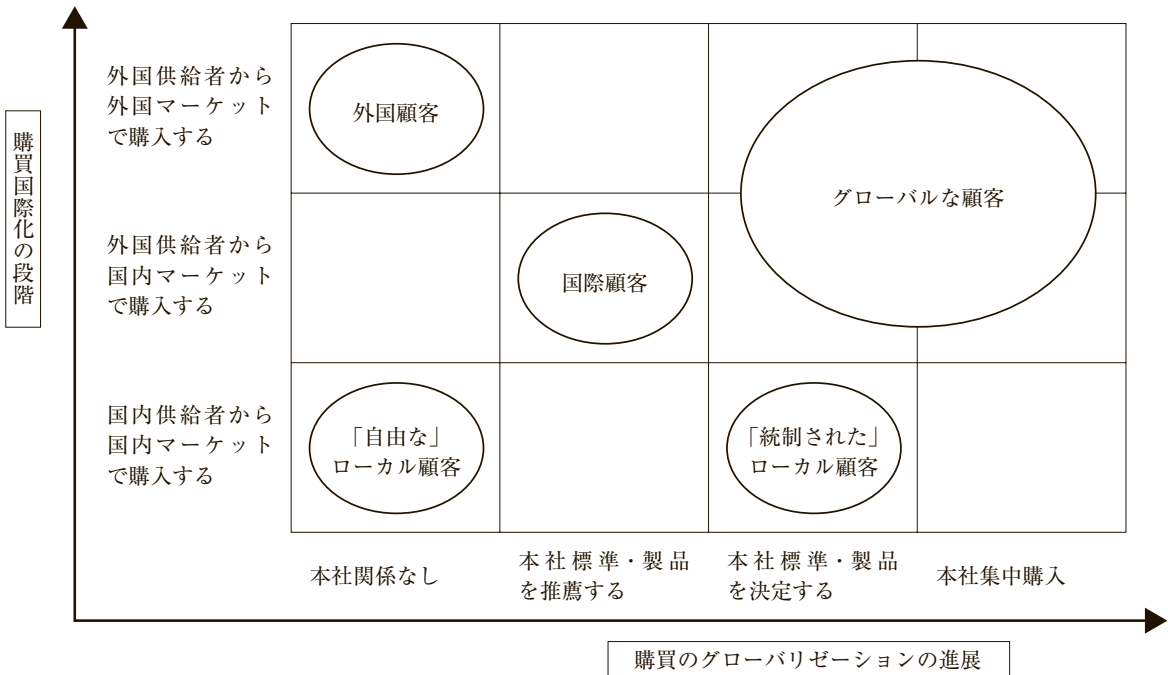 購買国際化の段階
外国供給者から
外国マーケット
で購入する
外国顧客
グローバルな顧客
外国供給者から
国内マーケット
で購入する
国際顧客
国内供給者から
国内マーケット
で購入する
「自由な」
ローカル顧客
「統制された」
ローカル顧客
本社関係なし
本社標準・製品
を推薦する
本社標準・製品
を決定する
本社集中購入
購買のグローバリゼーションの進展